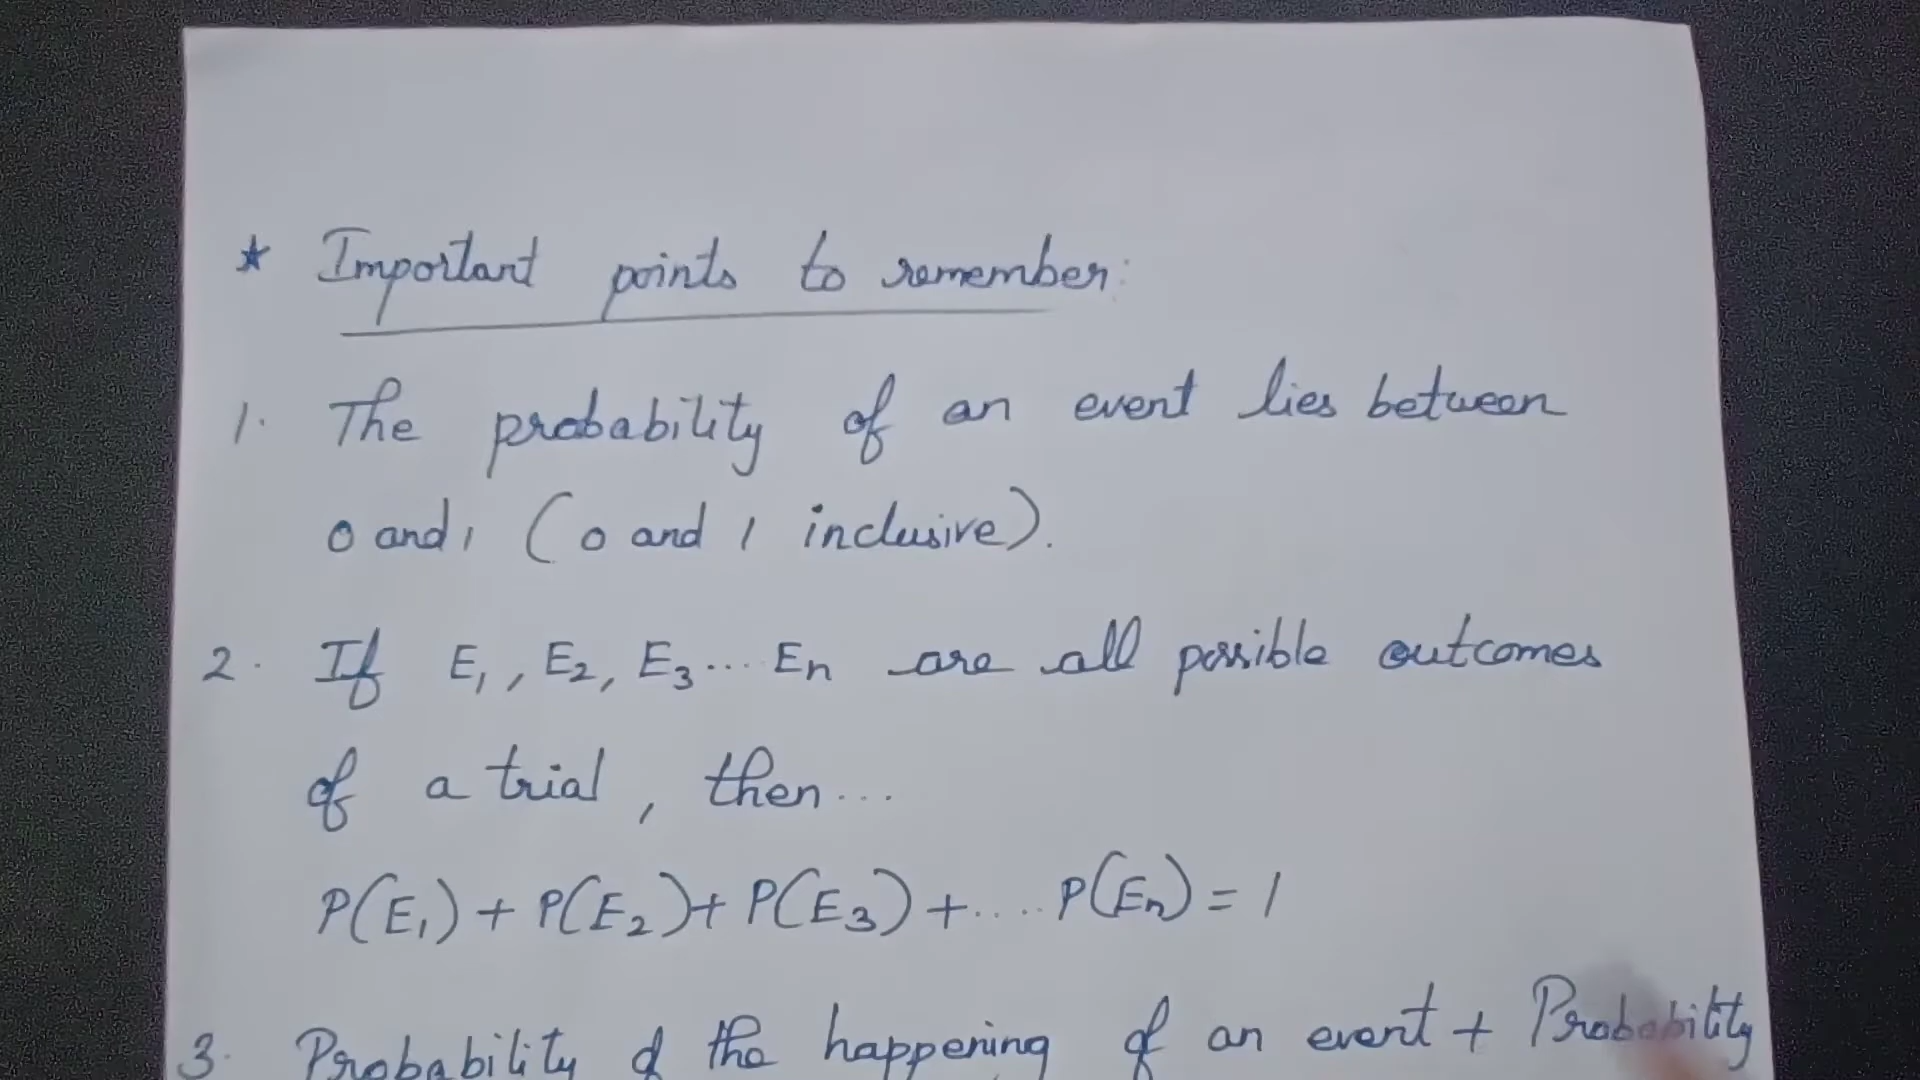 * Important points to remember:
1. The probability of an event lies between
0 and 1 (0 and 1 inclusive).
2. If E₁, E₂, E₃ .... En are all possible outcomes
of a trial, then...
P(E₁) + P(E₂) + P(E₃) + ..... P(En) = 1
3. Probability of the happening of an event + Probability